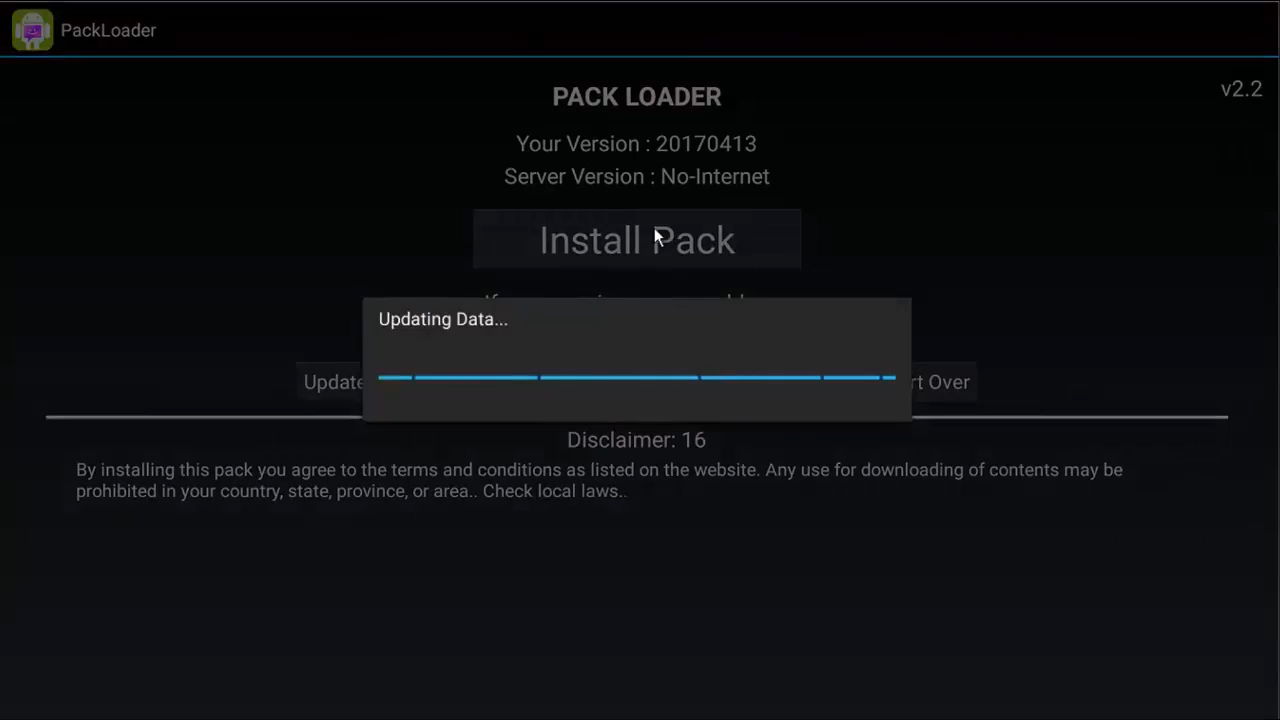 PackLoader
PACK LOADER
v2.2
Your Version : 20170413
Server Version : No-Internet
Install Pack
Updating Data...
Update
rt Over
Disclaimer: 16
By installing this pack you agree to the terms and conditions as listed on the website. Any use for downloading of contents may be
prohibited in your country, state, province, or area.. Check local laws..